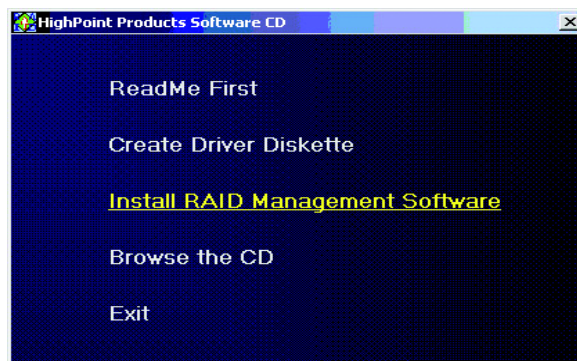 HighPoint Products Software CD
ReadMe First
Create Driver Diskette
Install RAID Management Software
Browse the CD
Exit